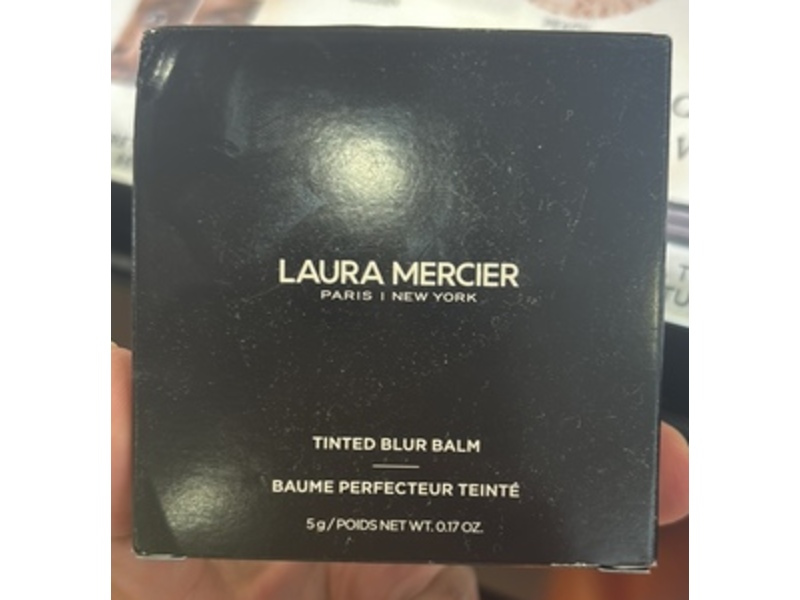 LAURA MERCIER
PARIS | NEW YORK
TINTED BLUR BALM
BAUME PERFECTEUR TEINTÉ
5 g / POIDS NET WT. 0.17 OZ.